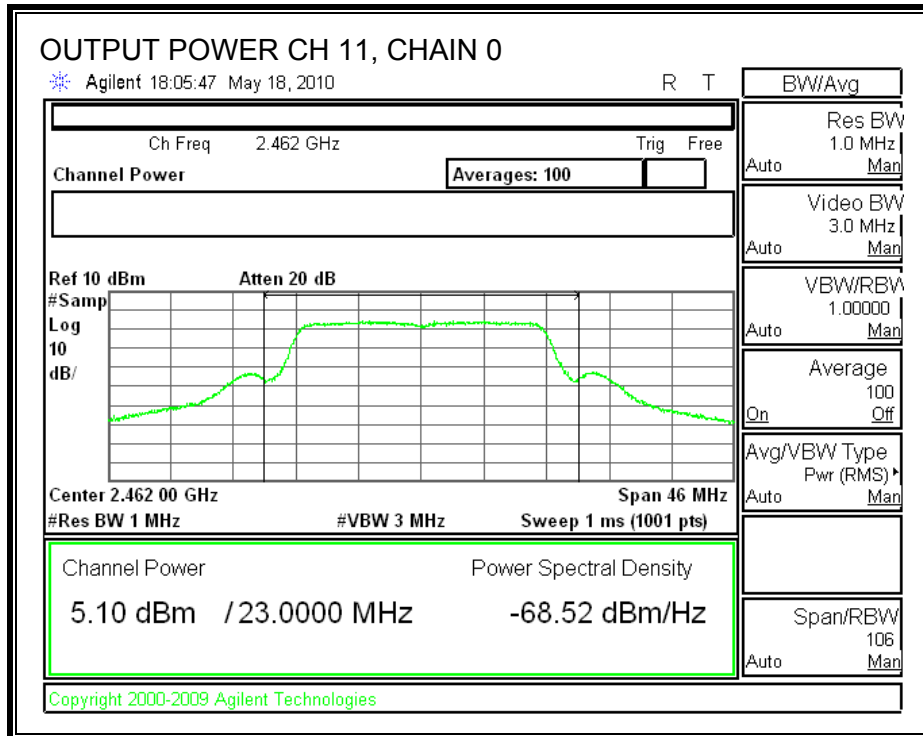 OUTPUT POWER CH 11, CHAIN 0
Agilent 18:05:47 May 18, 2010 R T
Ch Freq 2.462 GHz Trig Free
Channel Power Averages: 100
Ref 10 dBm Atten 20 dB
#Samp
Log
10
dB/
Center 2.462 00 GHz Span 46 MHz
#Res BW 1 MHz #VBW 3 MHz Sweep 1 ms (1001 pts)
Channel Power Power Spectral Density
5.10 dBm / 23.0000 MHz -68.52 dBm/Hz
Copyright 2000-2009 Agilent Technologies
BW/Avg
Res BW
1.0 MHz
Auto Man
Video BW
3.0 MHz
Auto Man
VBW/RBW
1.00000
Auto Man
Average
100
On Off
Avg/VBW Type
Pwr (RMS)
Auto Man
Span/RBW
106
Auto Man